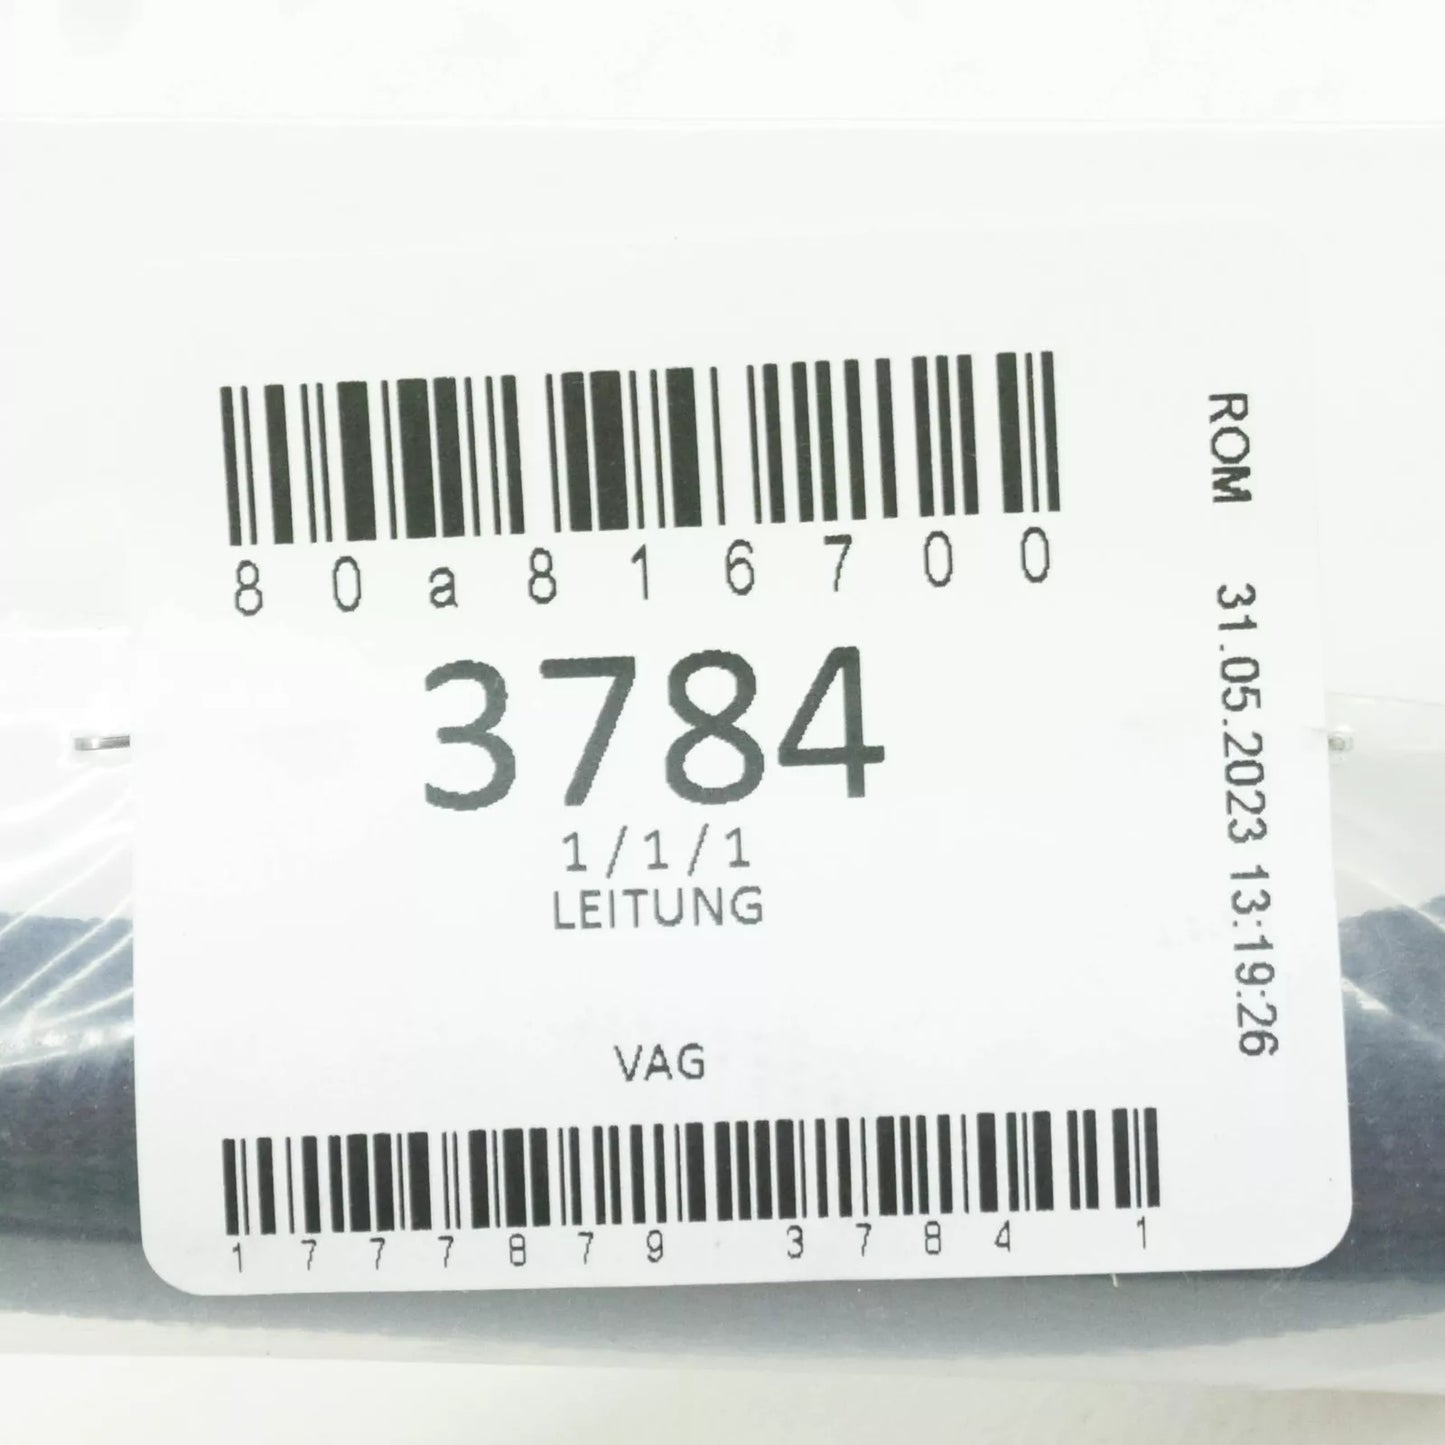 80a816700
3784
1/1/1
LEITUNG
VAG
1777879 3784 1
ROM 31.05.2023 13:19:26